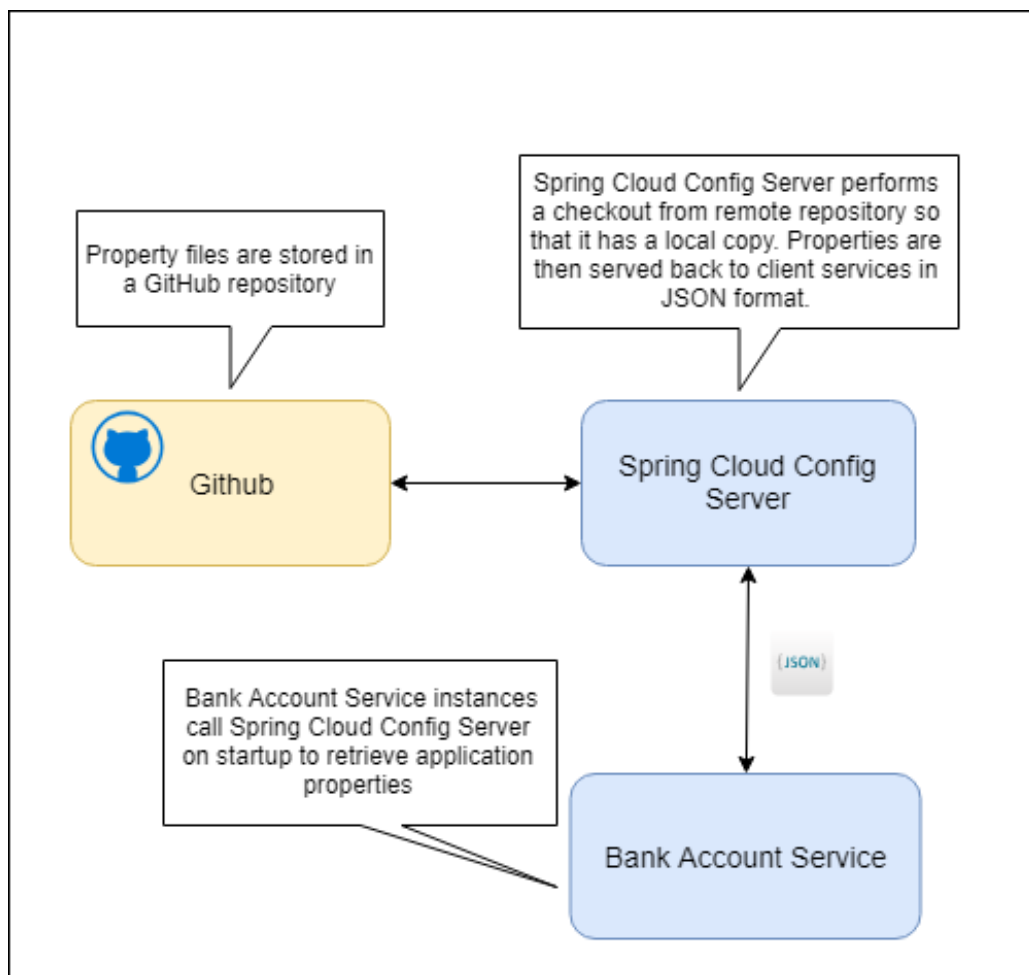 Spring Cloud Config Server performs
a checkout from remote repository so
that it has a local copy. Properties are
then served back to client services in
JSON format.
Property files are stored in
a GitHub repository
Github
Spring Cloud Config
Server
{JSON}
Bank Account Service instances
call Spring Cloud Config Server
on startup to retrieve application
properties
Bank Account Service